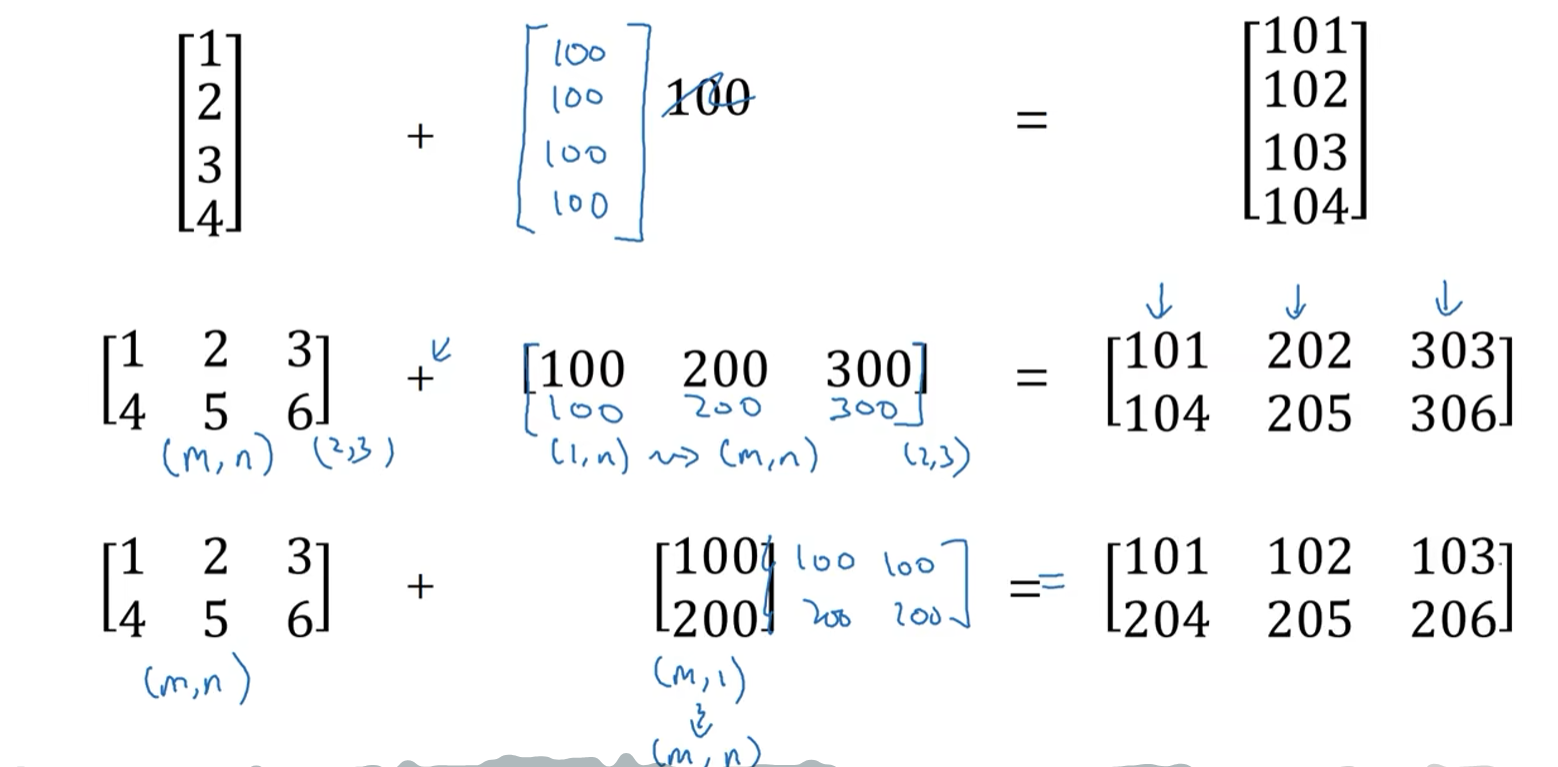 [1 2 3 4] + [100 100 100 100] 100 = [101 102 103 104]
↓ ↓ ↓
[1 2 3 + [100 200 300] = [101 202 303
4 5 6] [100 200 300] 104 205 306]
(m,n) (2,3) (1,n) ⇝ (m,n) (2,3)
[1 2 3 + [100 100 100 == [101 102 103
4 5 6] 200] 200 200] 204 205 206]
(m,n) (m,1)
(m,n)